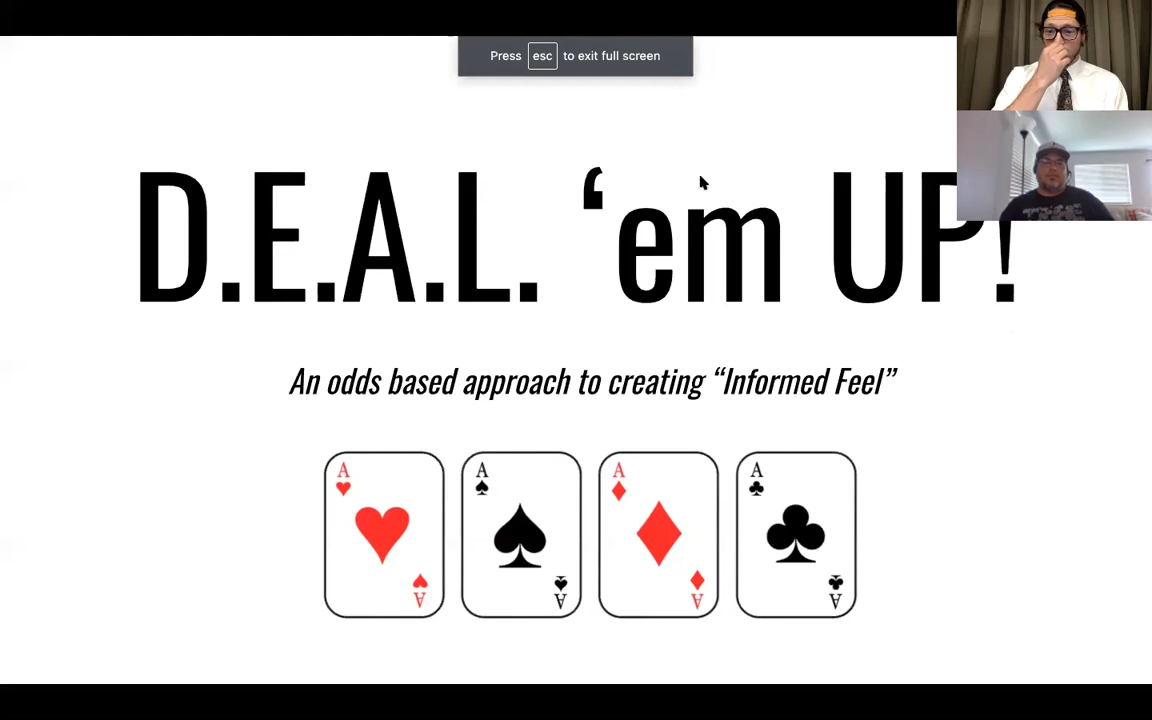 Press esc to exit full screen
D.E.A.L. ‘em UP!
An odds based approach to creating “Informed Feel”
A A A A
A A A A